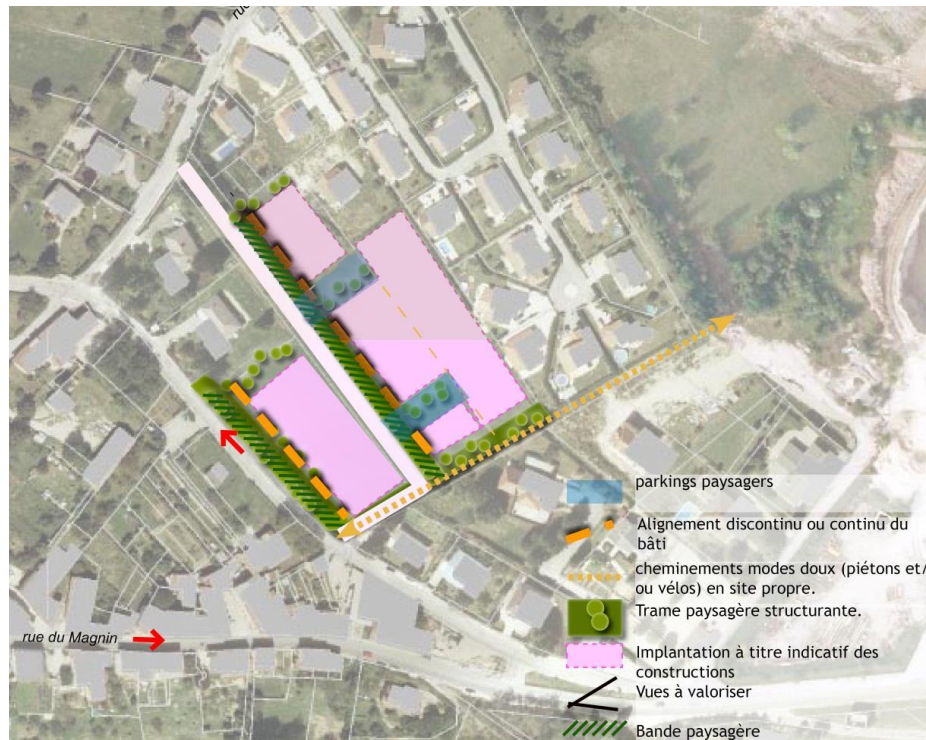 rue
parkings paysagers
Alignement discontinu ou continu du
bâti
cheminements modes doux (piétons et/
ou vélos) en site propre.
Trame paysagère structurante.
rue du Magnin
Implantation à titre indicatif des
constructions
Vues à valoriser
Bande paysagère